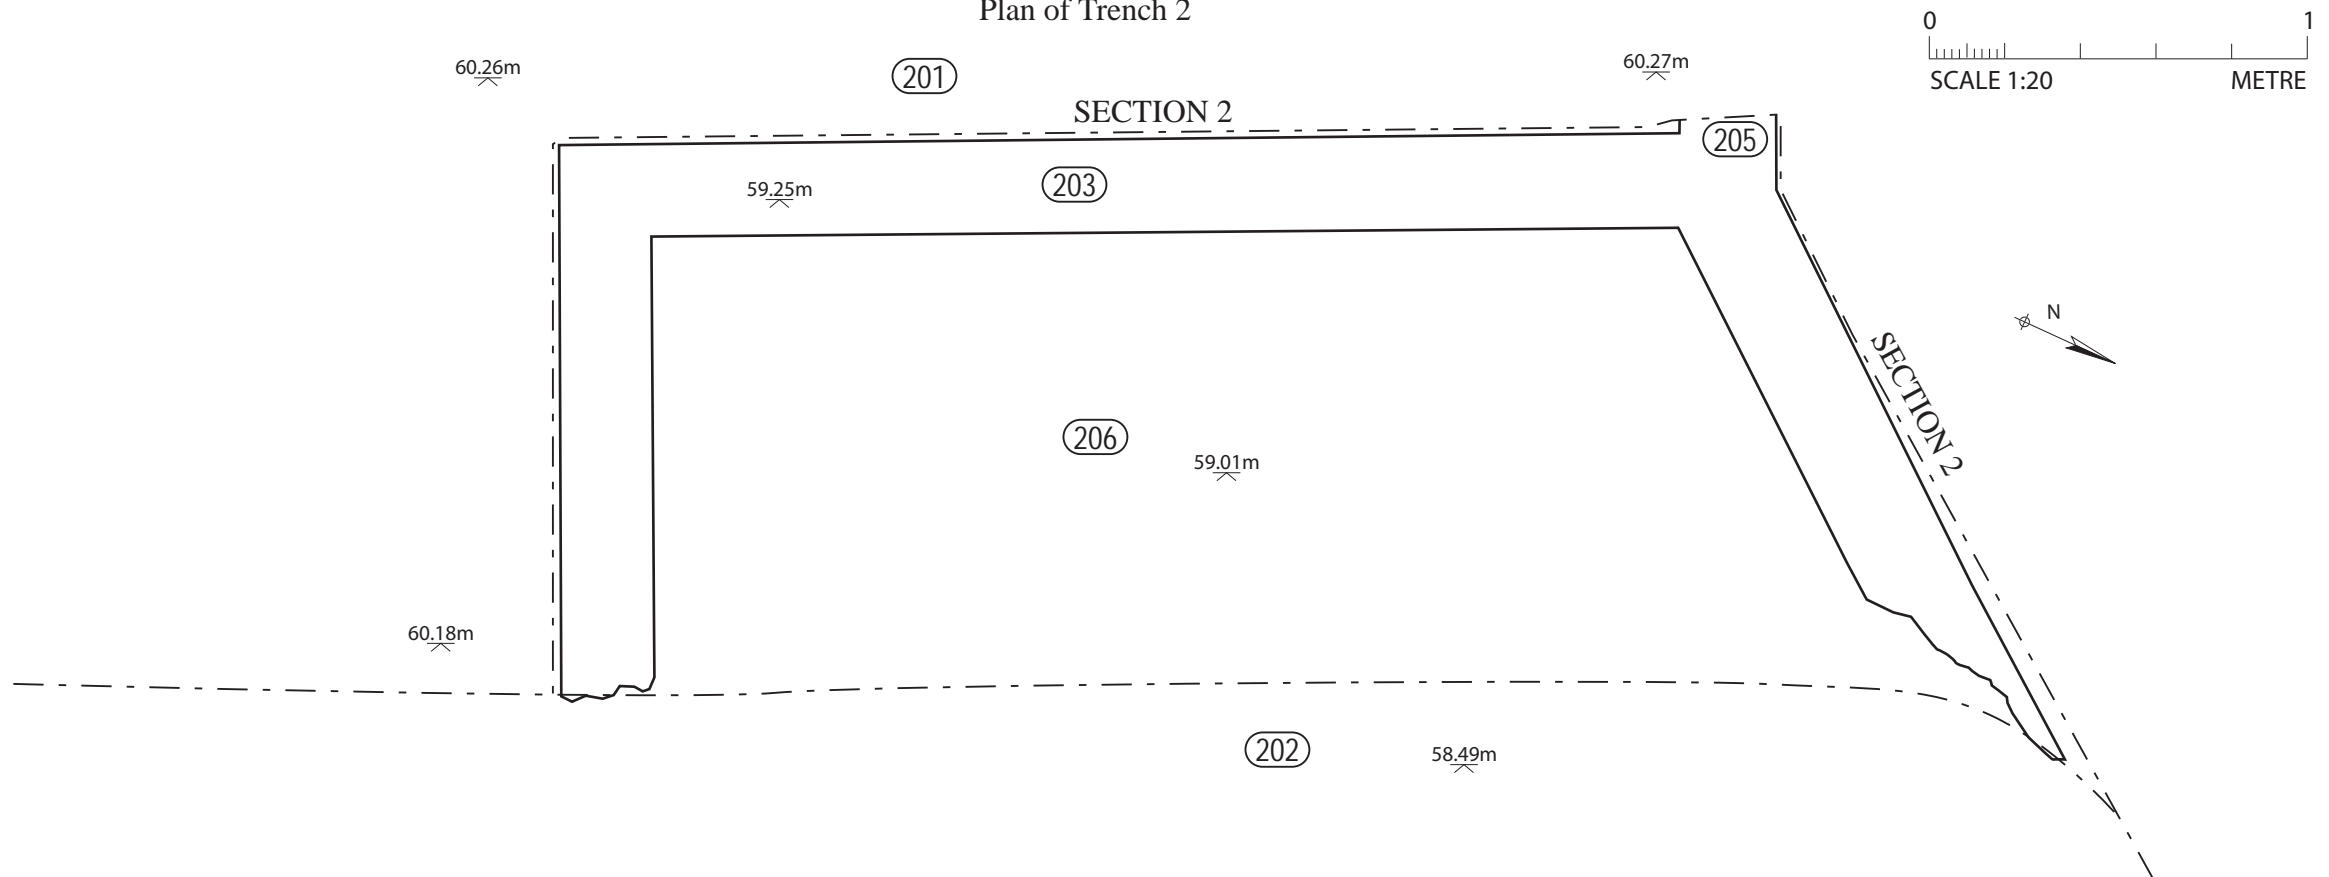 Plan of Trench 2
0 1
SCALE 1:20 METRE
60.26m
201
60.27m
SECTION 2
205
59.25m
203
N
SECTION 2
206
59.01m
60.18m
202
58.49m